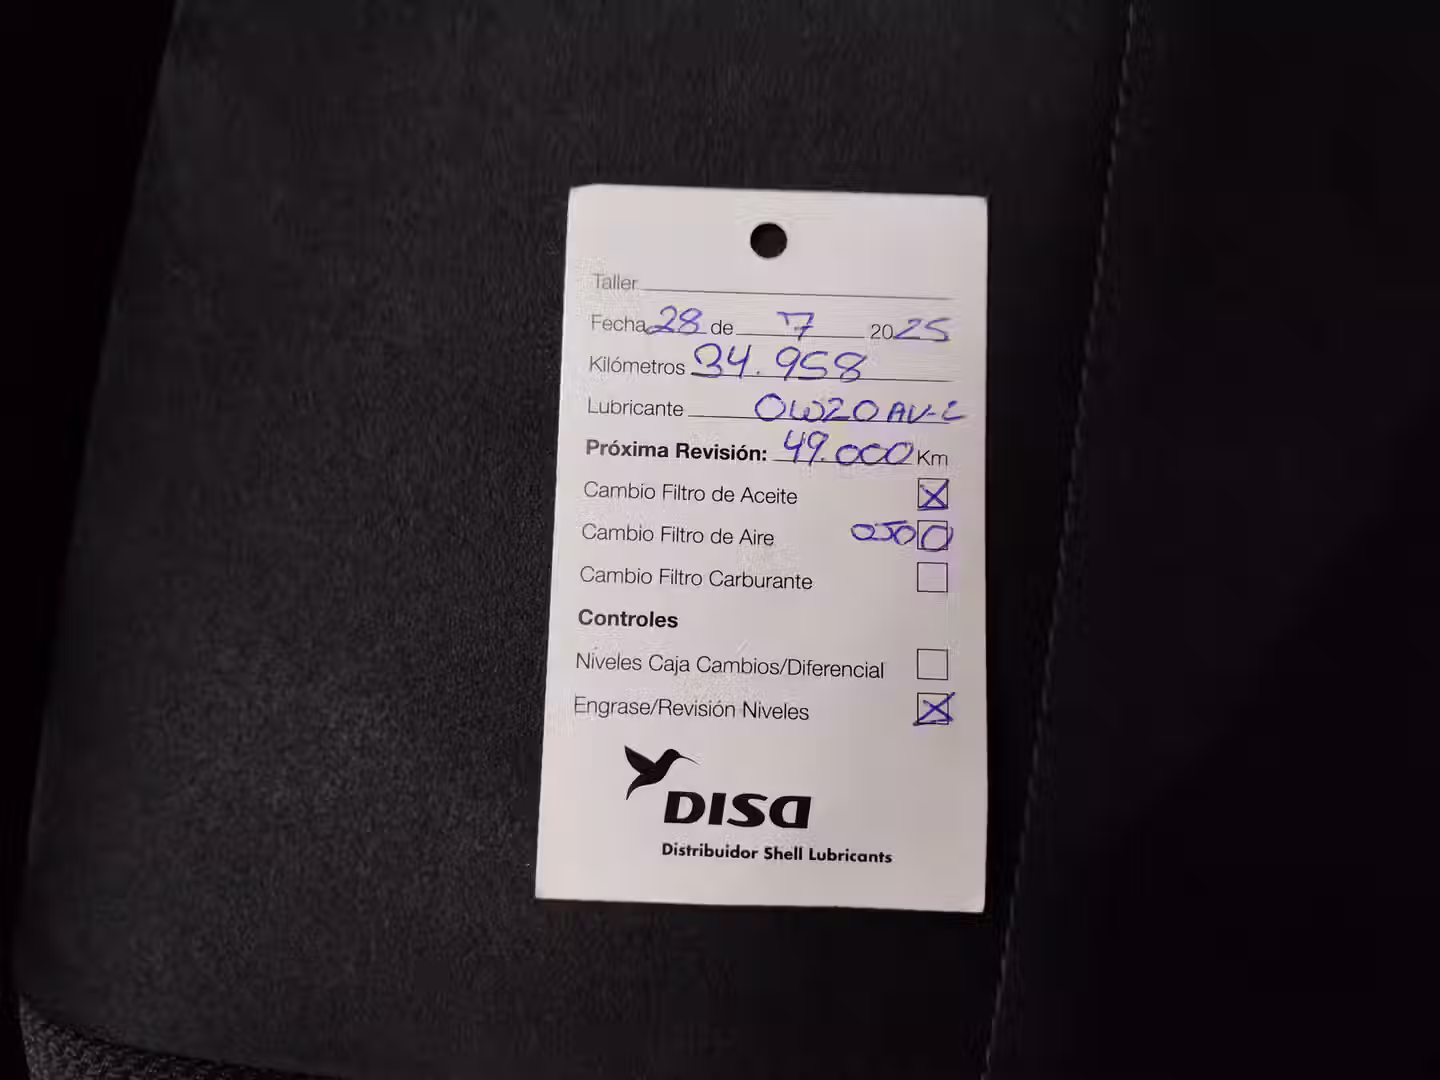 Taller
Fecha 28 de 7 2025
Kilómetros 34.958
Lubricante 0W20 AV-L
Próxima Revisión: 49.000 Km
Cambio Filtro de Aceite X
Cambio Filtro de Aire OJO
Cambio Filtro Carburante
Controles
Niveles Caja Cambios/Diferencial
Engrase/Revisión Niveles X
DISA
Distribuidor Shell Lubricants